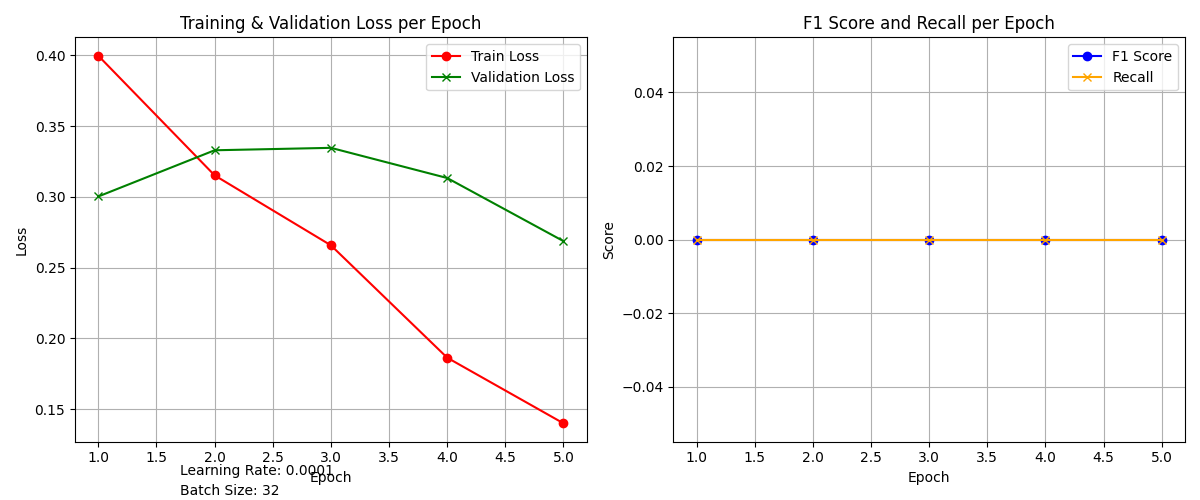 Training & Validation Loss per Epoch
Train Loss
Validation Loss
0.40
0.35
0.30
0.25
0.20
0.15
Loss
1.0 1.5 2.0 2.5 3.0 3.5 4.0 4.5 5.0
Epoch
Learning Rate: 0.0001
Batch Size: 32
F1 Score and Recall per Epoch
F1 Score
Recall
0.04
0.02
0.00
−0.02
−0.04
Score
1.0 1.5 2.0 2.5 3.0 3.5 4.0 4.5 5.0
Epoch